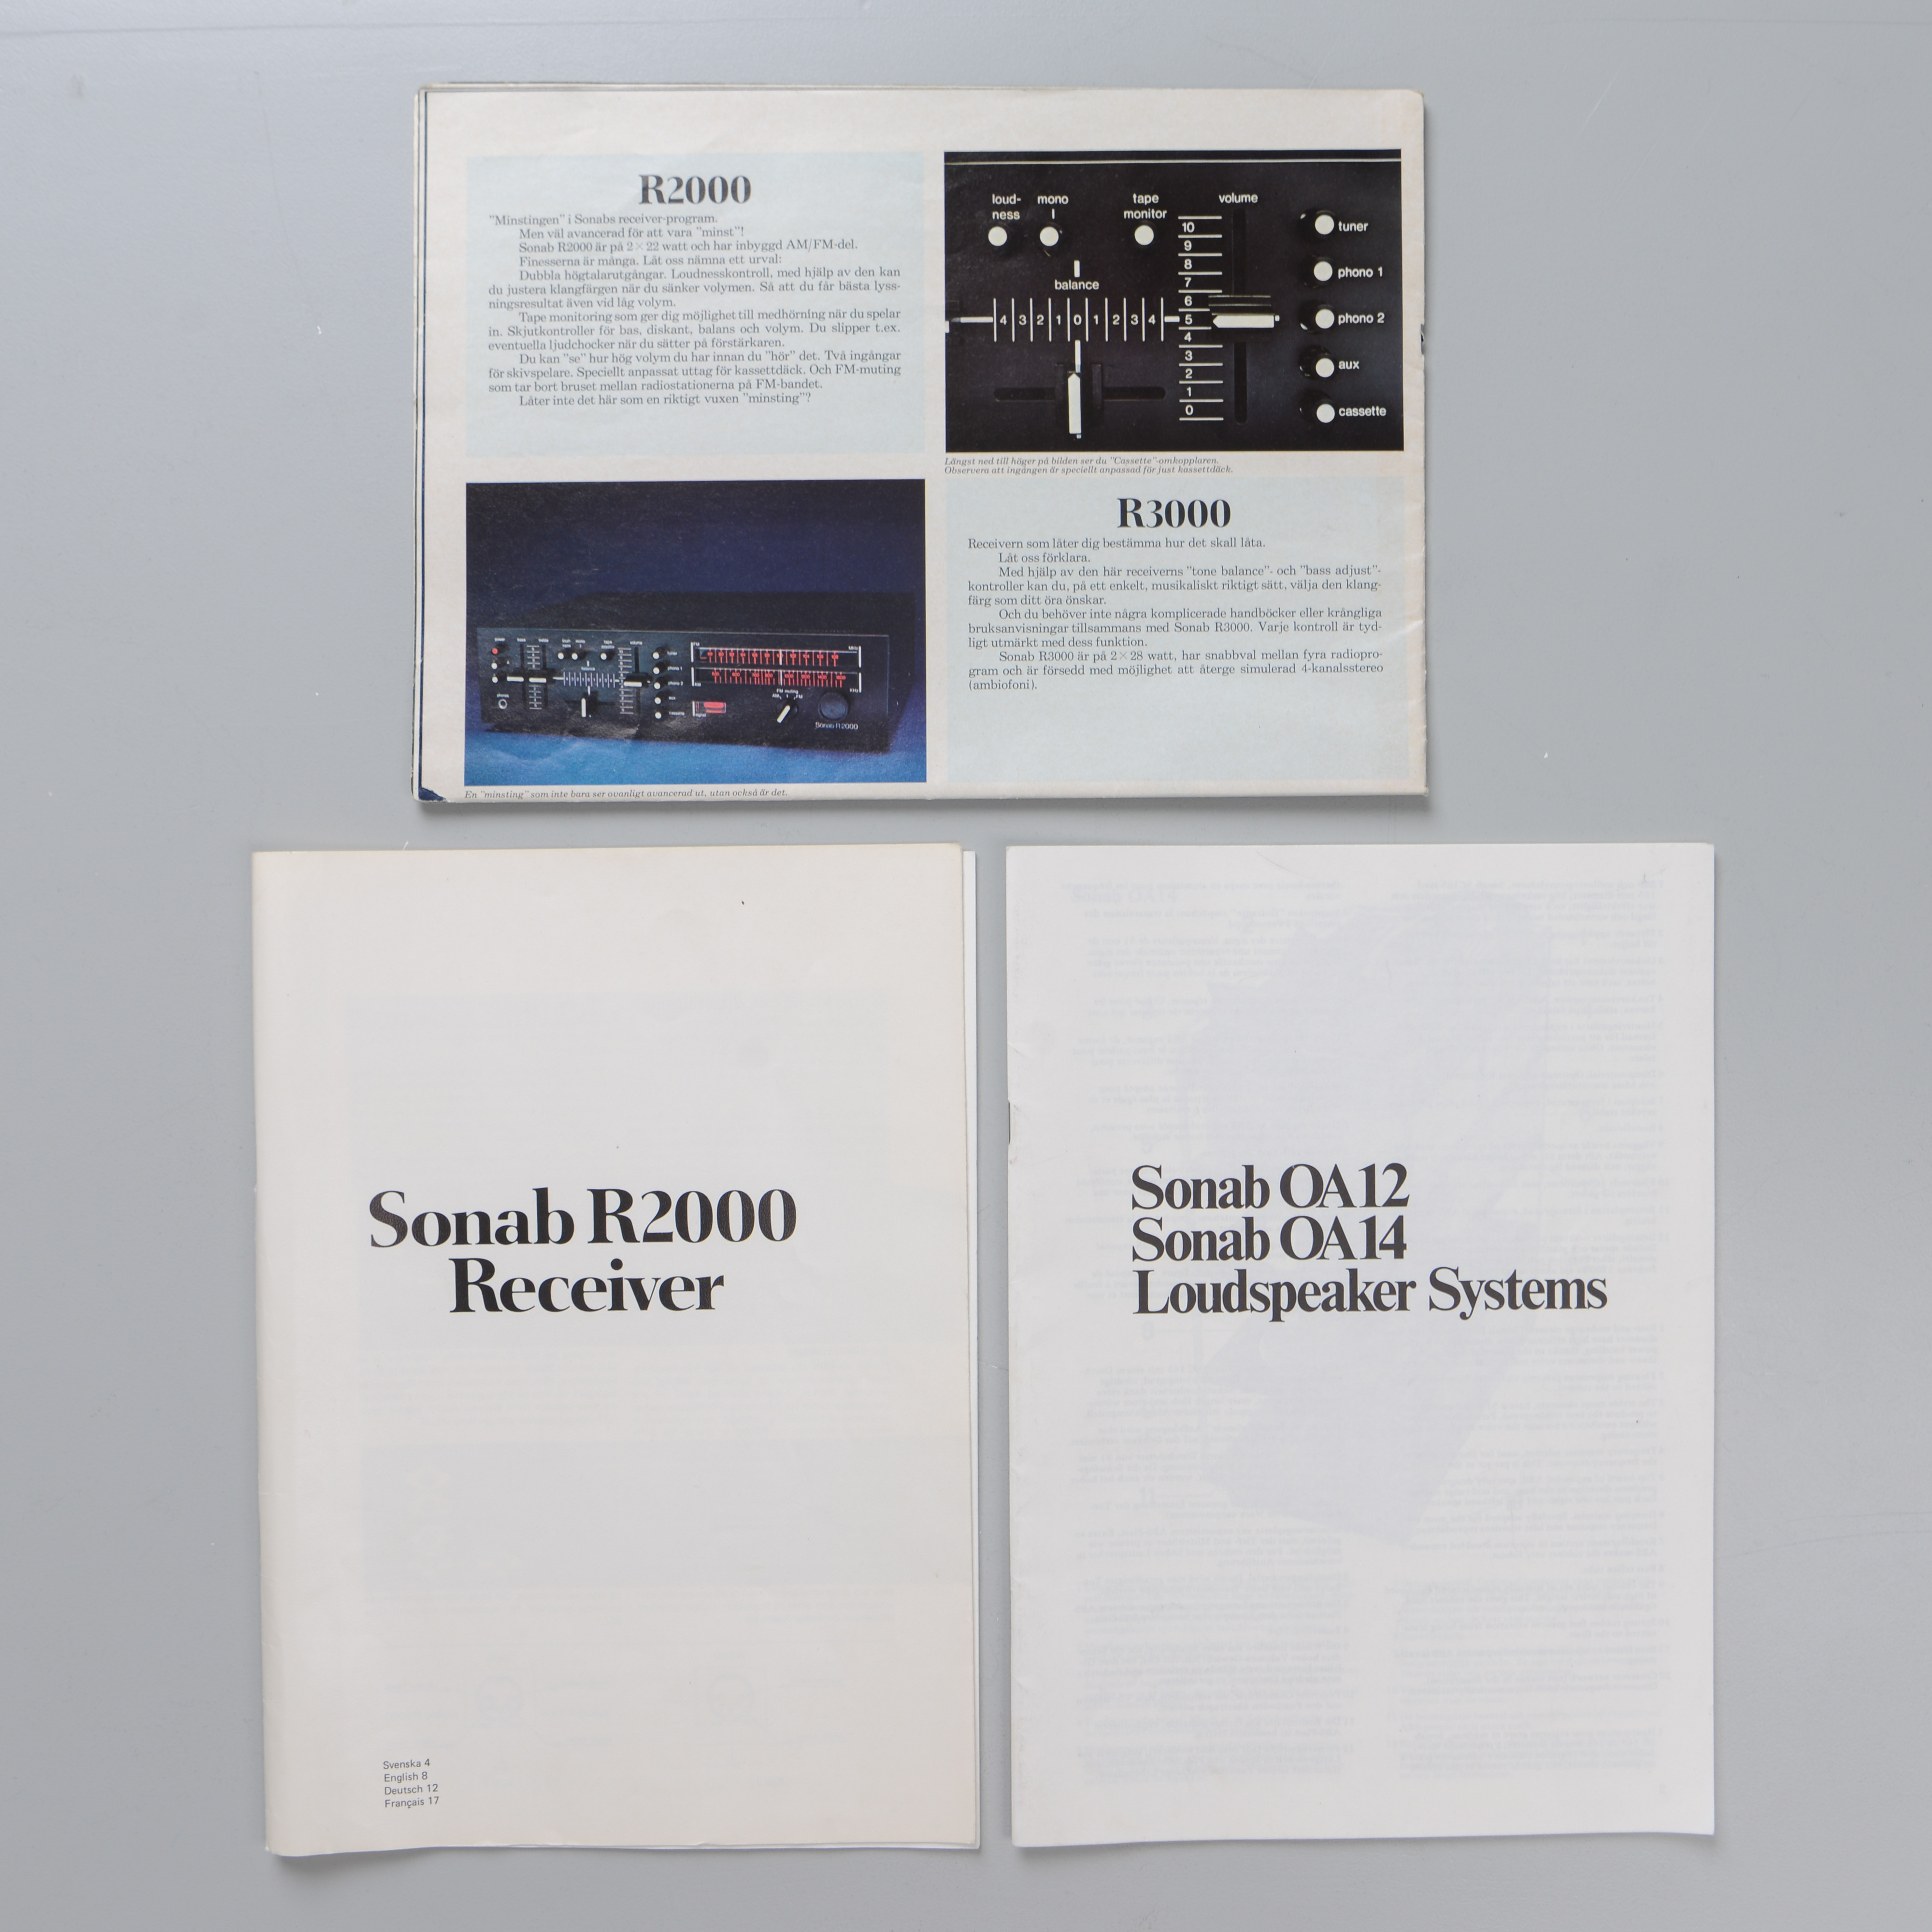 R2000
"Minstingen" i Sonabs receiver-program.
Men väl avancerad för att vara "minst"!
Sonab R2000 är på 2×22 watt och har inbyggd AM/FM-del.
Finesserna är många. Låt oss nämna ett urval:
Dubbla högtalarutgångar. Loudnesskontroll, med hjälp av den kan
du justera klangfärgen när du sänker volymen. Så att du får bästa lyss-
ningsresultat även vid låg volym.
Tape monitoring som ger dig möjlighet till medhörning när du spelar
in. Skjutkontroller för bas, diskant, balans och volym. Du slipper t.ex.
eventuella ljudchocker när du sätter på förstärkaren.
Du kan "se" hur hög volym du har innan du "hör" det. Två ingångar
för skivspelare. Speciellt anpassat uttag för kassettdäck. Och FM-muting
som tar bort bruset mellan radiostationerna på FM-bandet.
Låter inte det här som en riktigt vuxen "minsting"?
loud-
ness
mono
tape
monitor
volume
10
9
8
7
6
5
4
3
2
1
0
balance
4 3 2 1 0 1 2 3 4
tuner
phono 1
phono 2
aux
cassette
Längst ned till höger på bilden ser du "Cassette"-omkopplaren.
Observera att ingången är speciellt anpassad för just kassettdäck.
Sonab R2000
En "minsting" som inte bara ser ovanligt avancerad ut, utan också är det.
R3000
Receivern som låter dig bestämma hur det skall låta.
Låt oss förklara.
Med hjälp av den här receiverns "tone balance"- och "bass adjust"-
kontroller kan du, på ett enkelt, musikaliskt riktigt sätt, välja den klang-
färg som ditt öra önskar.
Och du behöver inte några komplicerade handböcker eller krångliga
bruksanvisningar tillsammans med Sonab R3000. Varje kontroll är tyd-
ligt utmärkt med dess funktion.
Sonab R3000 är på 2×28 watt, har snabbval mellan fyra radiopro-
gram och är försedd med möjlighet att återge simulerad 4-kanalsstereo
(ambiofoni).
Sonab R2000
Receiver
Svenska 4
English 8
Deutsch 12
Français 17
Sonab OA12
Sonab OA14
Loudspeaker Systems